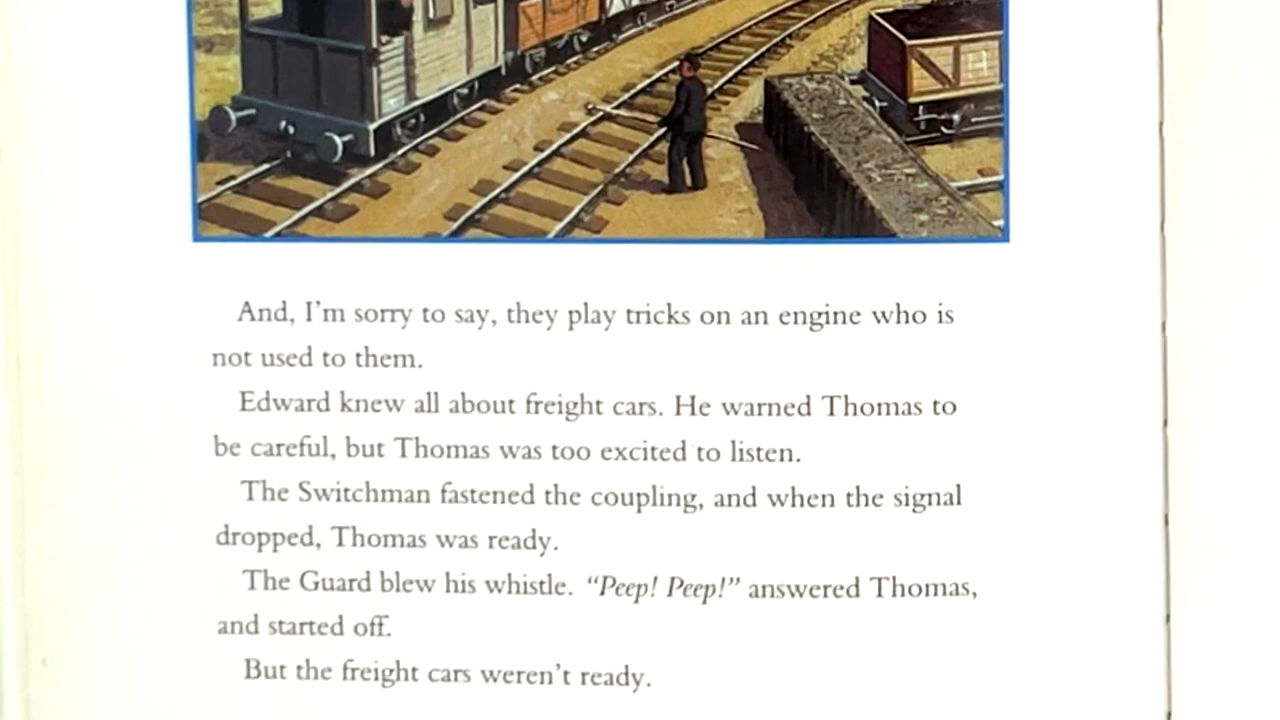 And, I'm sorry to say, they play tricks on an engine who is
not used to them.
Edward knew all about freight cars. He warned Thomas to
be careful, but Thomas was too excited to listen.
The Switchman fastened the coupling, and when the signal
dropped, Thomas was ready.
The Guard blew his whistle. “Peep! Peep!” answered Thomas,
and started off.
But the freight cars weren't ready.